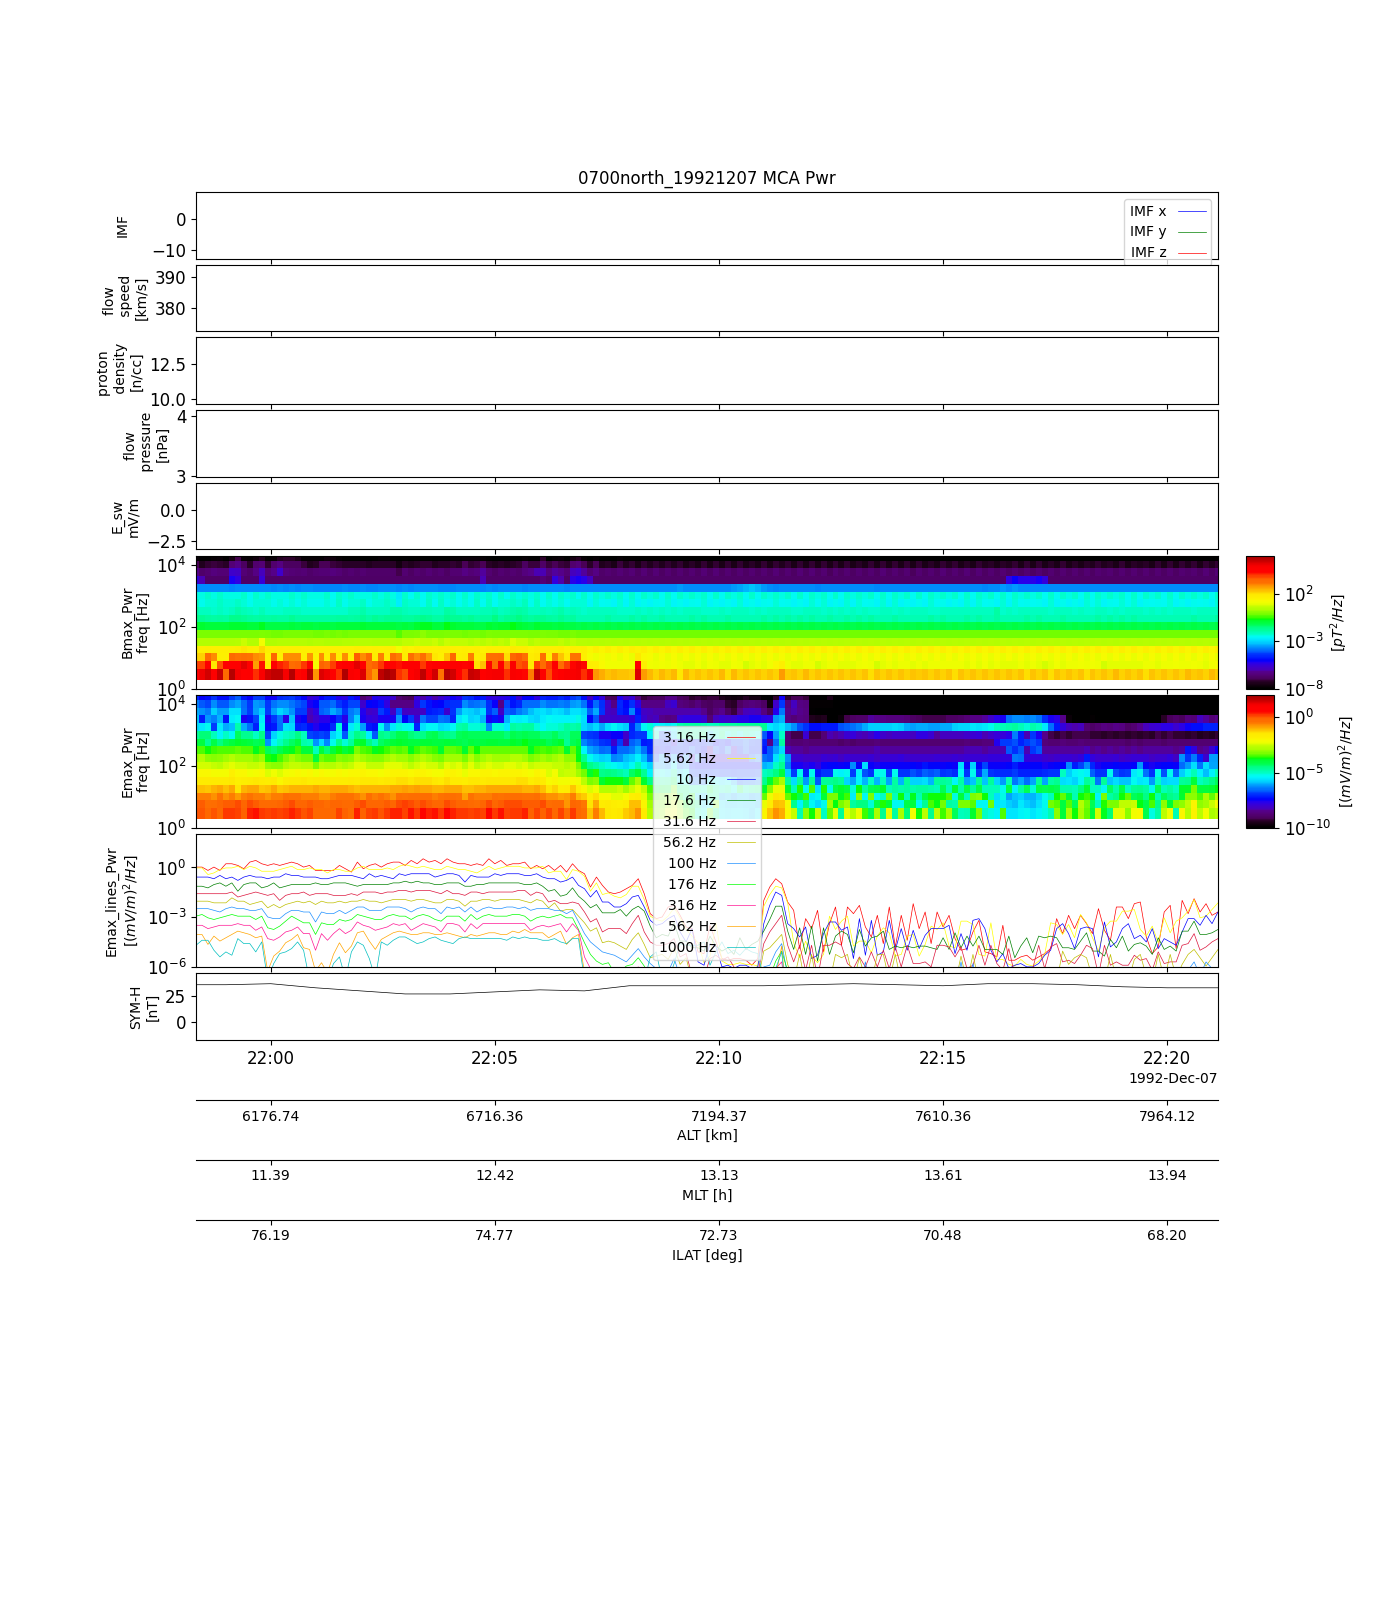 0700north_19921207 MCA Pwr
IMF
0
−10
IMF x
IMF y
IMF z
flow
speed
[km/s]
390
380
proton
density
[n/cc]
12.5
10.0
flow
pressure
[nPa]
4
3
E_sw
mV/m
0.0
−2.5
Bmax_Pwr
freq [Hz]
10^4
10^2
10^0
10^2
10^−3
10^−8
[pT^2/Hz]
Emax_Pwr
freq [Hz]
10^4
10^2
10^0
10^0
10^−5
10^−10
[(mV/m)^2/Hz]
3.16 Hz
5.62 Hz
10 Hz
17.6 Hz
31.6 Hz
56.2 Hz
100 Hz
176 Hz
316 Hz
562 Hz
1000 Hz
Emax_lines_Pwr
[(mV/m)^2/Hz]
10^0
10^−3
10^−6
SYM-H
[nT]
25
0
22:00 22:05 22:10 22:15 22:20
1992-Dec-07
6176.74 6716.36 7194.37 7610.36 7964.12
ALT [km]
11.39 12.42 13.13 13.61 13.94
MLT [h]
76.19 74.77 72.73 70.48 68.20
ILAT [deg]